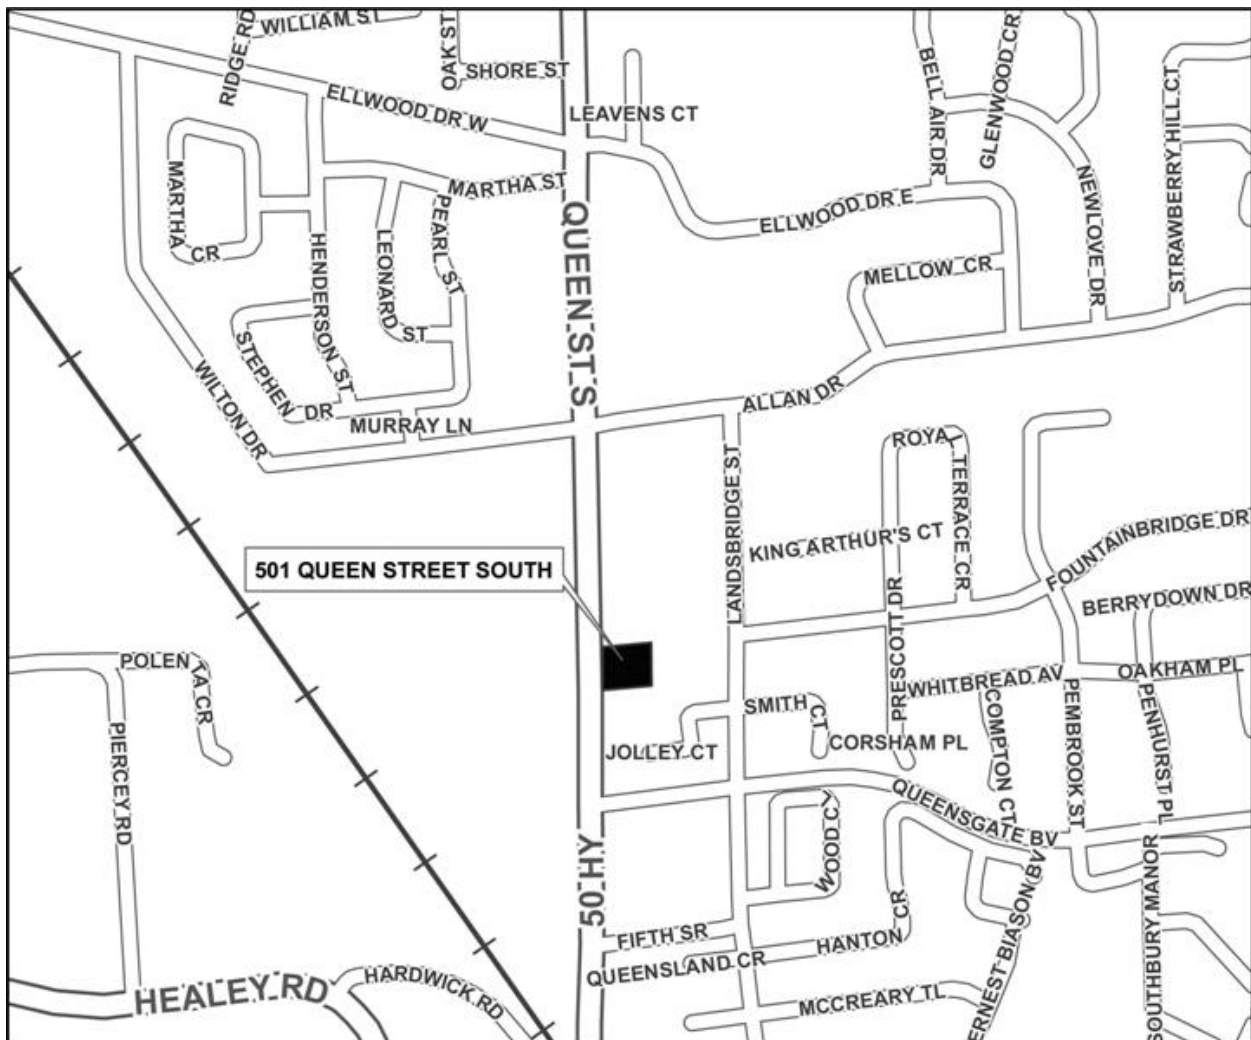 RIDGE RD
WILLIAM ST
OAK ST
SHORE ST
ELLWOOD DR W
LEAVENS CT
BELL AIR DR
GLENWOOD CR
STRAWBERRY HILL CT
MARTHA CR
MARTHA ST
PEARL ST
LEONARD ST
HENDERSON ST
QUEEN ST S
ELLWOOD DR E
NEWLOVE DR
MELLOW CR
STEPHEN DR
WILTON DR
MURRAY LN
ALLAN DR
LANDSBRIDGE ST
ROYAL TERRACE CR
KING ARTHUR'S CT
FOUNTAINBRIDGE DR
501 QUEEN STREET SOUTH
BERRYDOWN DR
PRESCOTT DR
POLENTA CR
WHITBREAD AV
OAKHAM PL
SMITH CT
COMPTON CT
PEMBROOK ST
PENHURST PL
PIERCEY RD
JOLLEY CT
CORSHAM PL
QUEENSGATE BV
50 HY
WOOD CL
ERNEST BIASON BV
SOUTHBURY MANOR
FIFTH SR
HANTON CR
QUEENSLAND CR
HEALEY RD
HARDWICK RD
MCCREARY TL